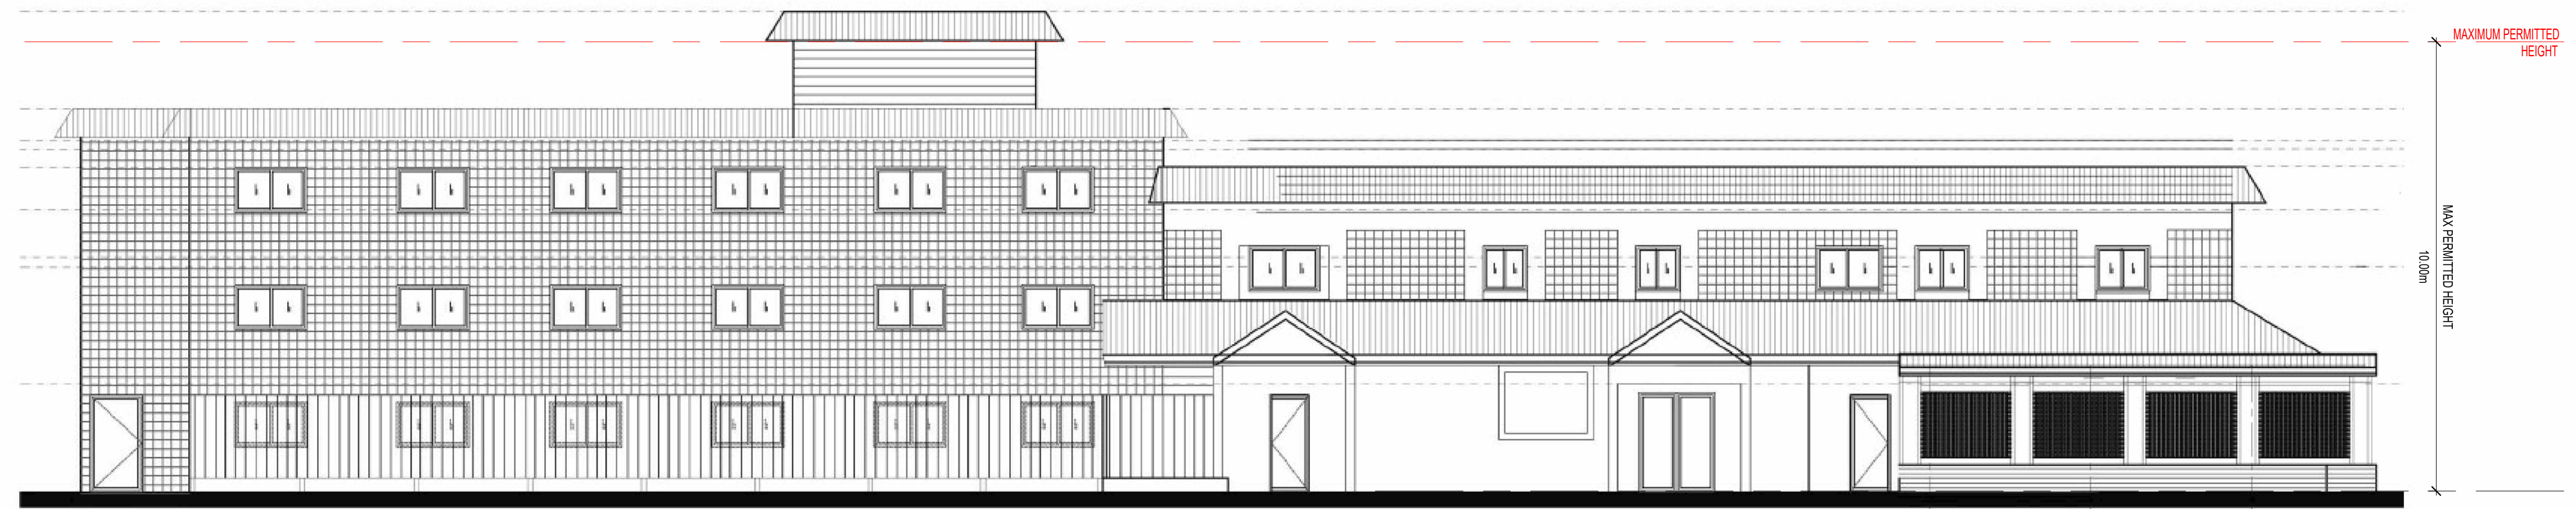 MAXIMUM PERMITTED
HEIGHT
MAX PERMITTED HEIGHT
10.00m